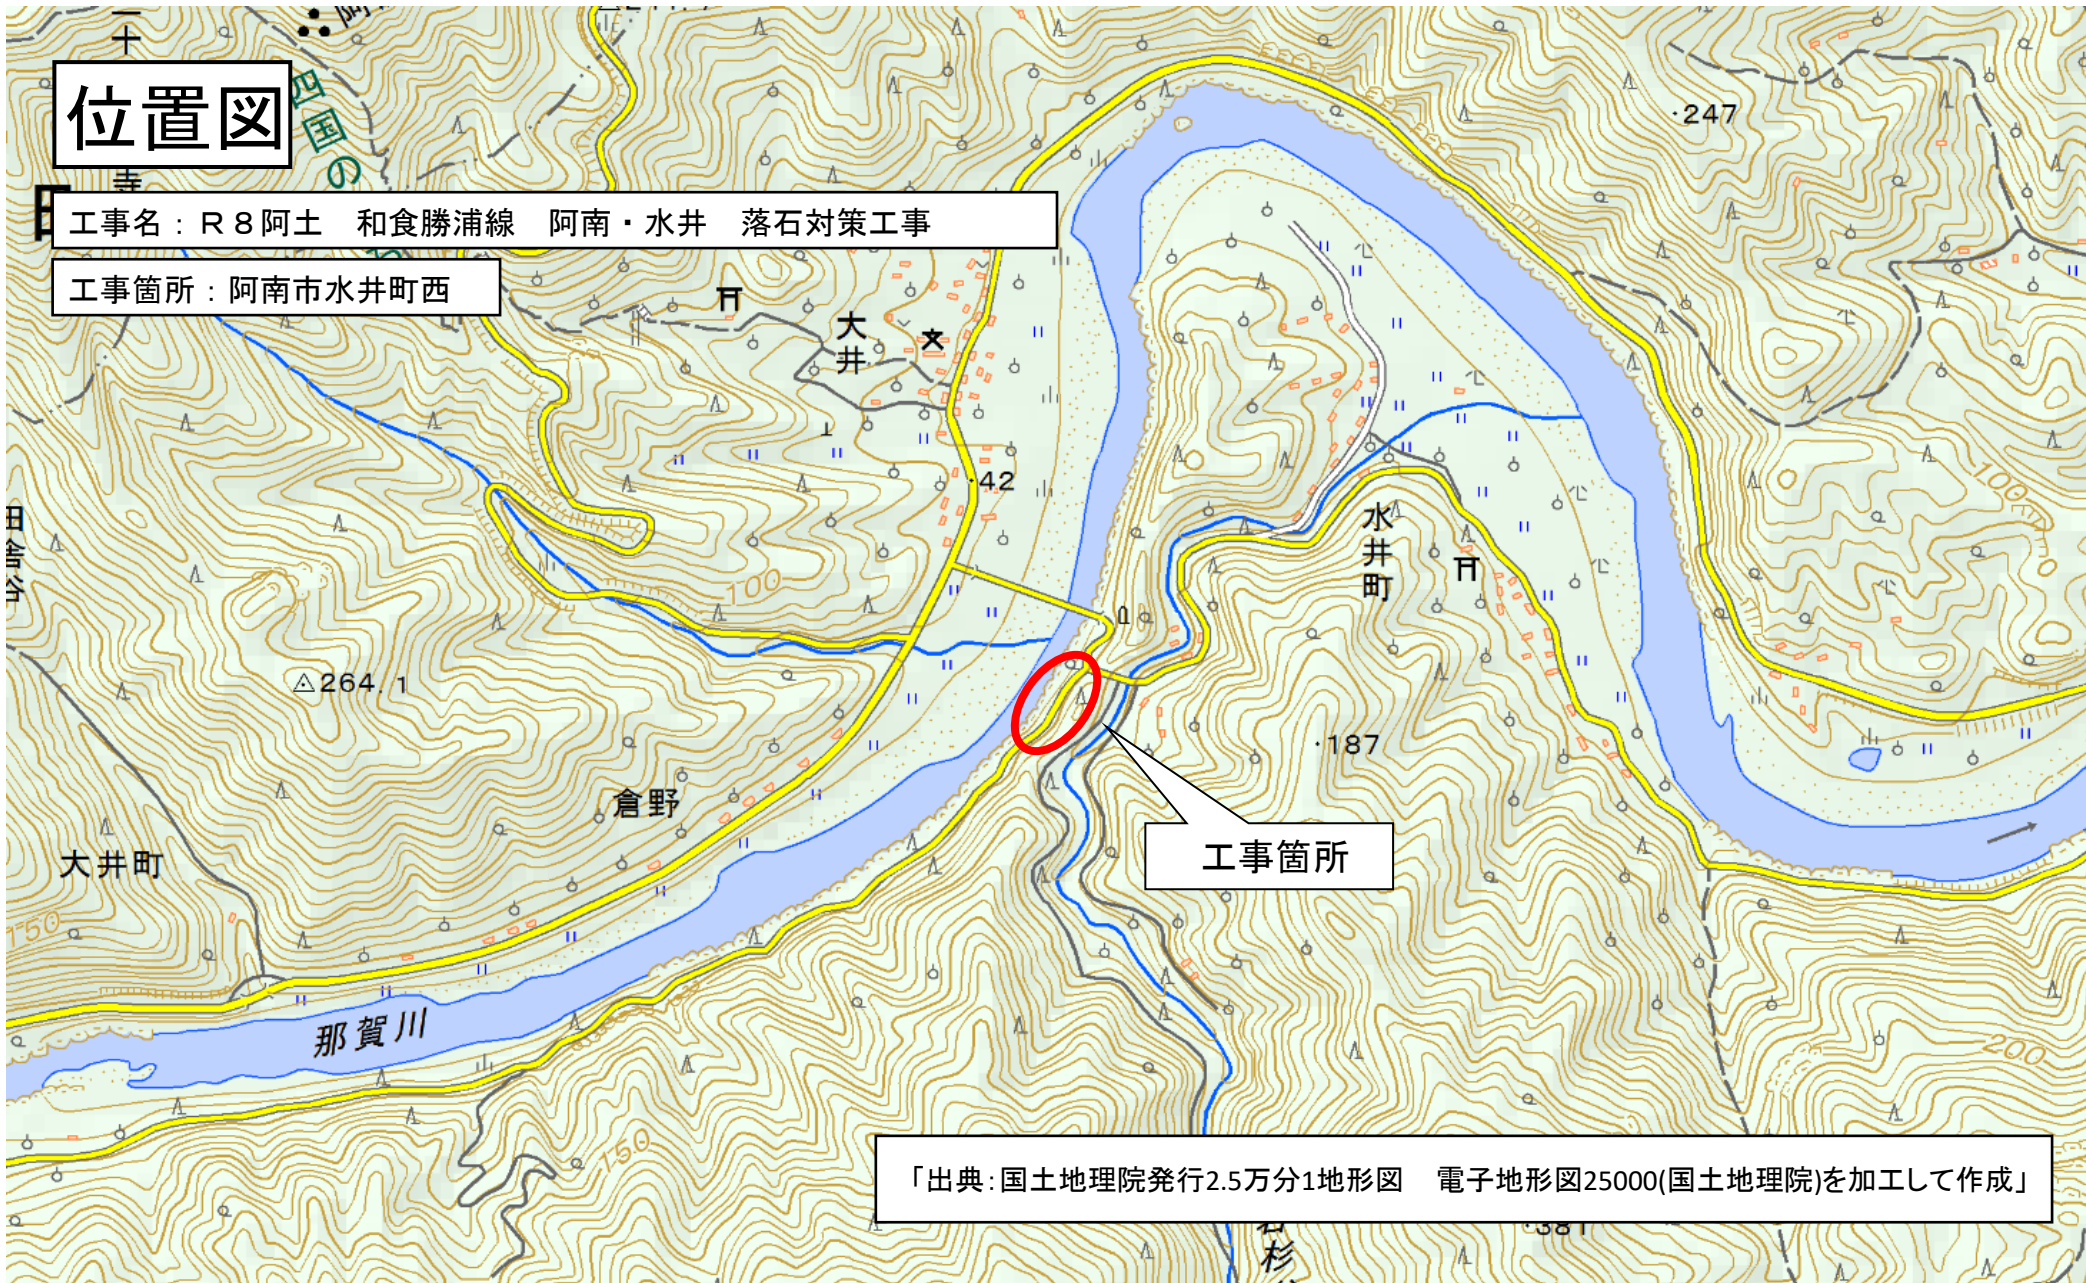 位置図
工事名：Ｒ８阿土　和食勝浦線　阿南・水井　落石対策工事
工事箇所：阿南市水井町西
四国の
247
大井
42
100
水井町
100
264.1
187
倉野
工事箇所
大井町
150
那賀川
200
150
「出典：国土地理院発行2.5万分1地形図　電子地形図25000(国土地理院)を加工して作成」
381